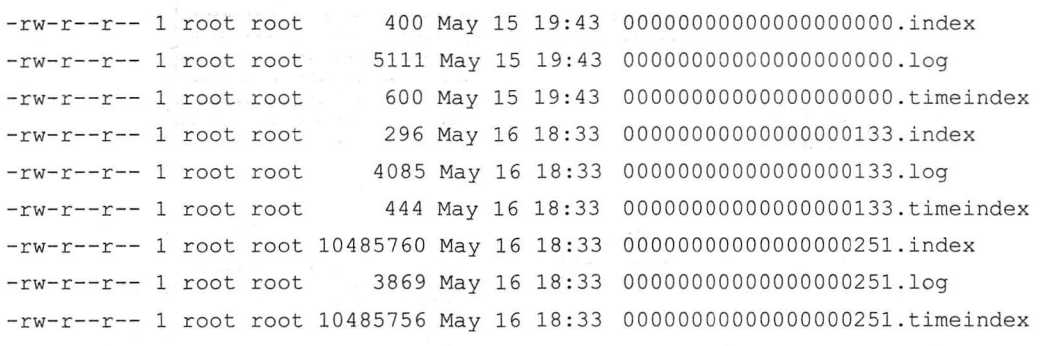 -rw-r--r-- 1 root root 400 May 15 19:43 00000000000000000000.index
-rw-r--r-- 1 root root 5111 May 15 19:43 00000000000000000000.log
-rw-r--r-- 1 root root 600 May 15 19:43 00000000000000000000.timeindex
-rw-r--r-- 1 root root 296 May 16 18:33 00000000000000000133.index
-rw-r--r-- 1 root root 4085 May 16 18:33 00000000000000000133.log
-rw-r--r-- 1 root root 444 May 16 18:33 00000000000000000133.timeindex
-rw-r--r-- 1 root root 10485760 May 16 18:33 00000000000000000251.index
-rw-r--r-- 1 root root 3869 May 16 18:33 00000000000000000251.log
-rw-r--r-- 1 root root 10485756 May 16 18:33 00000000000000000251.timeindex